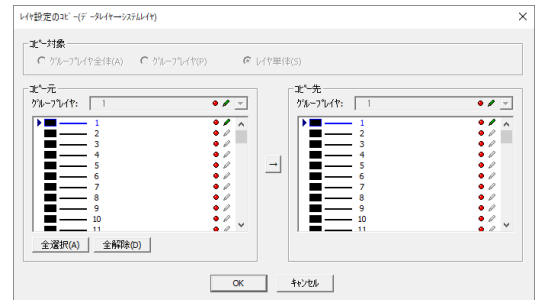 ﾚｲﾔ設定のｺﾋﾟｰ(ﾃﾞｰﾀﾚｲﾔ→ｼｽﾃﾑﾚｲﾔ)
ｺﾋﾟｰ対象
ｸﾞﾙｰﾌﾟﾚｲﾔ全体(A) ｸﾞﾙｰﾌﾟﾚｲﾔ(P) ﾚｲﾔ単体(S)
ｺﾋﾟｰ元
ｸﾞﾙｰﾌﾟﾚｲﾔ: 1
1
2
3
4
5
6
7
8
9
10
11
全選択(A) 全解除(D)
→
ｺﾋﾟｰ先
ｸﾞﾙｰﾌﾟﾚｲﾔ: 1
1
2
3
4
5
6
7
8
9
10
11
OK ｷｬﾝｾﾙ